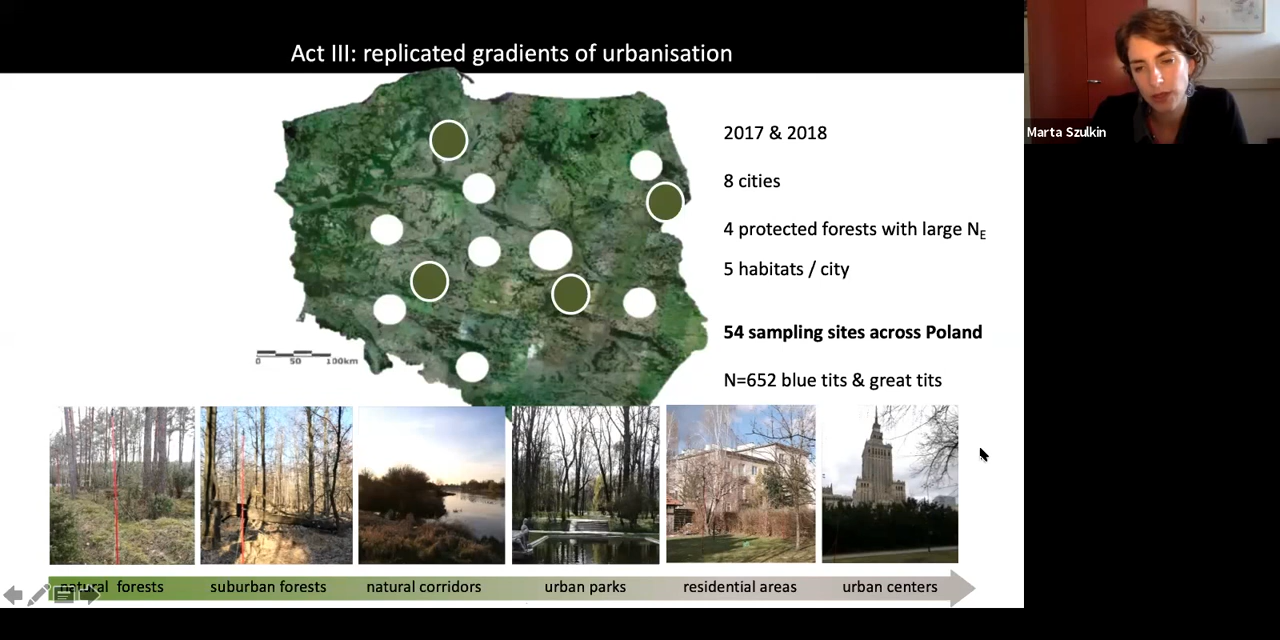 Act III: replicated gradients of urbanisation
Marta Szulkin
2017 & 2018
8 cities
4 protected forests with large NE
5 habitats / city
54 sampling sites across Poland
N=652 blue tits & great tits
0 50 100km
natural forests suburban forests natural corridors urban parks residential areas urban centers